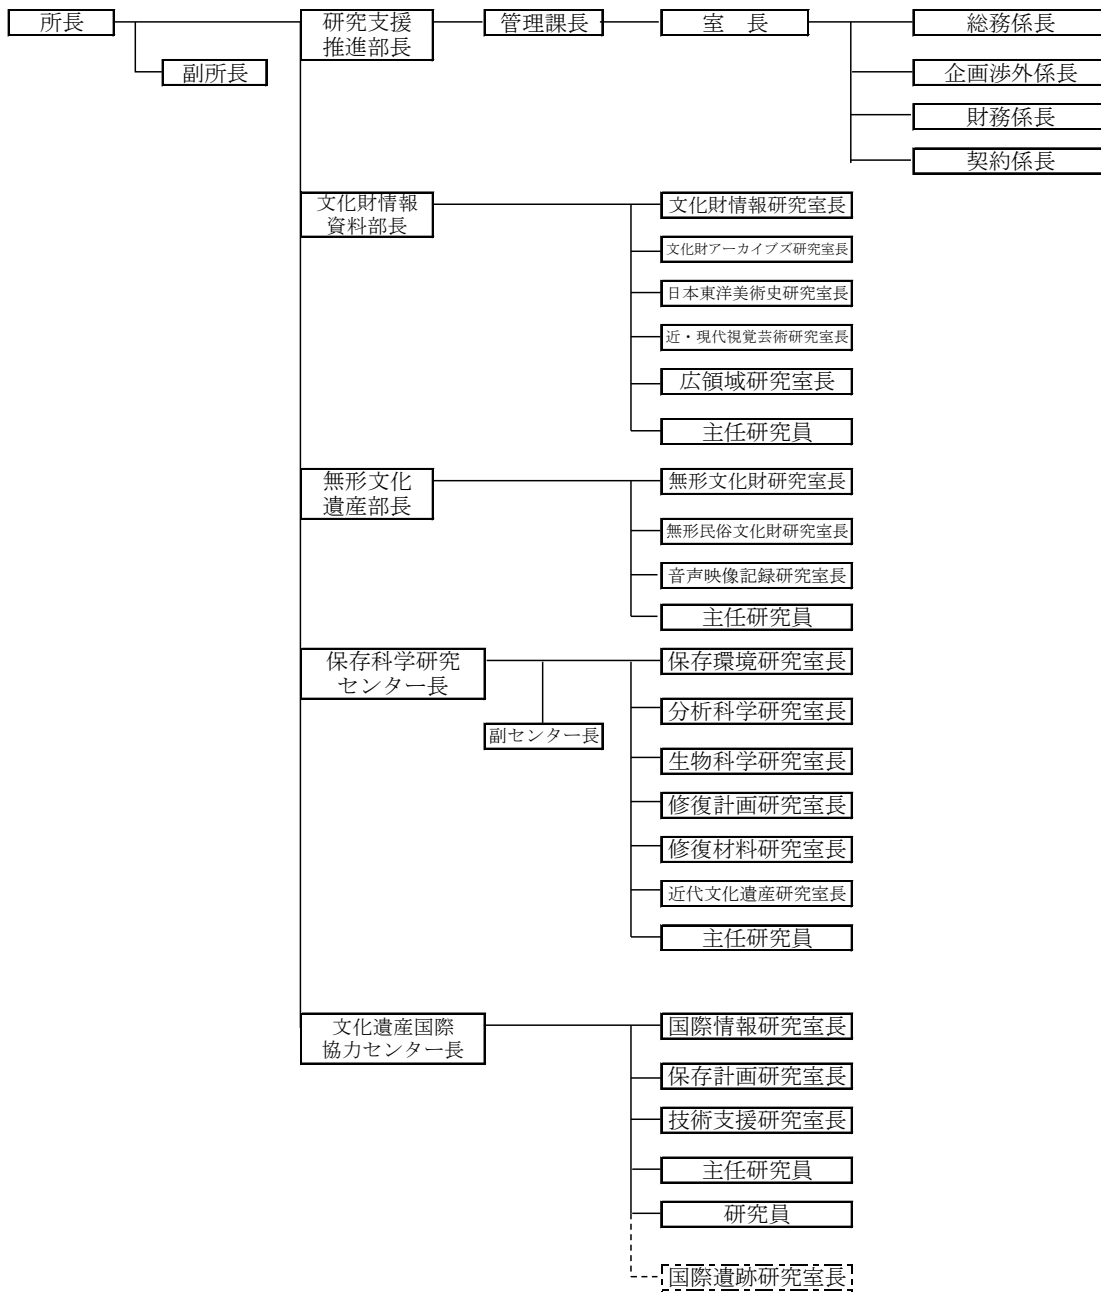 所長
研究支援
推進部長
管理課長
室　長
総務係長
副所長
企画渉外係長
財務係長
契約係長
文化財情報
資料部長
文化財情報研究室長
文化財アーカイブズ研究室長
日本東洋美術史研究室長
近・現代視覚芸術研究室長
広領域研究室長
主任研究員
無形文化
遺産部長
無形文化財研究室長
無形民俗文化財研究室長
音声映像記録研究室長
主任研究員
保存科学研究
センター長
副センター長
保存環境研究室長
分析科学研究室長
生物科学研究室長
修復計画研究室長
修復材料研究室長
近代文化遺産研究室長
主任研究員
文化遺産国際
協力センター長
国際情報研究室長
保存計画研究室長
技術支援研究室長
主任研究員
研究員
国際遺跡研究室長